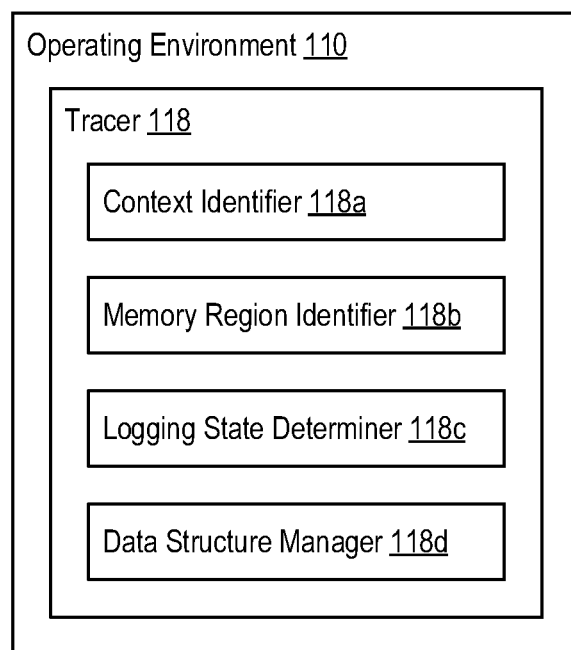 Operating Environment 110
Tracer 118
Context Identifier 118a
Memory Region Identifier 118b
Logging State Determiner 118c
Data Structure Manager 118d